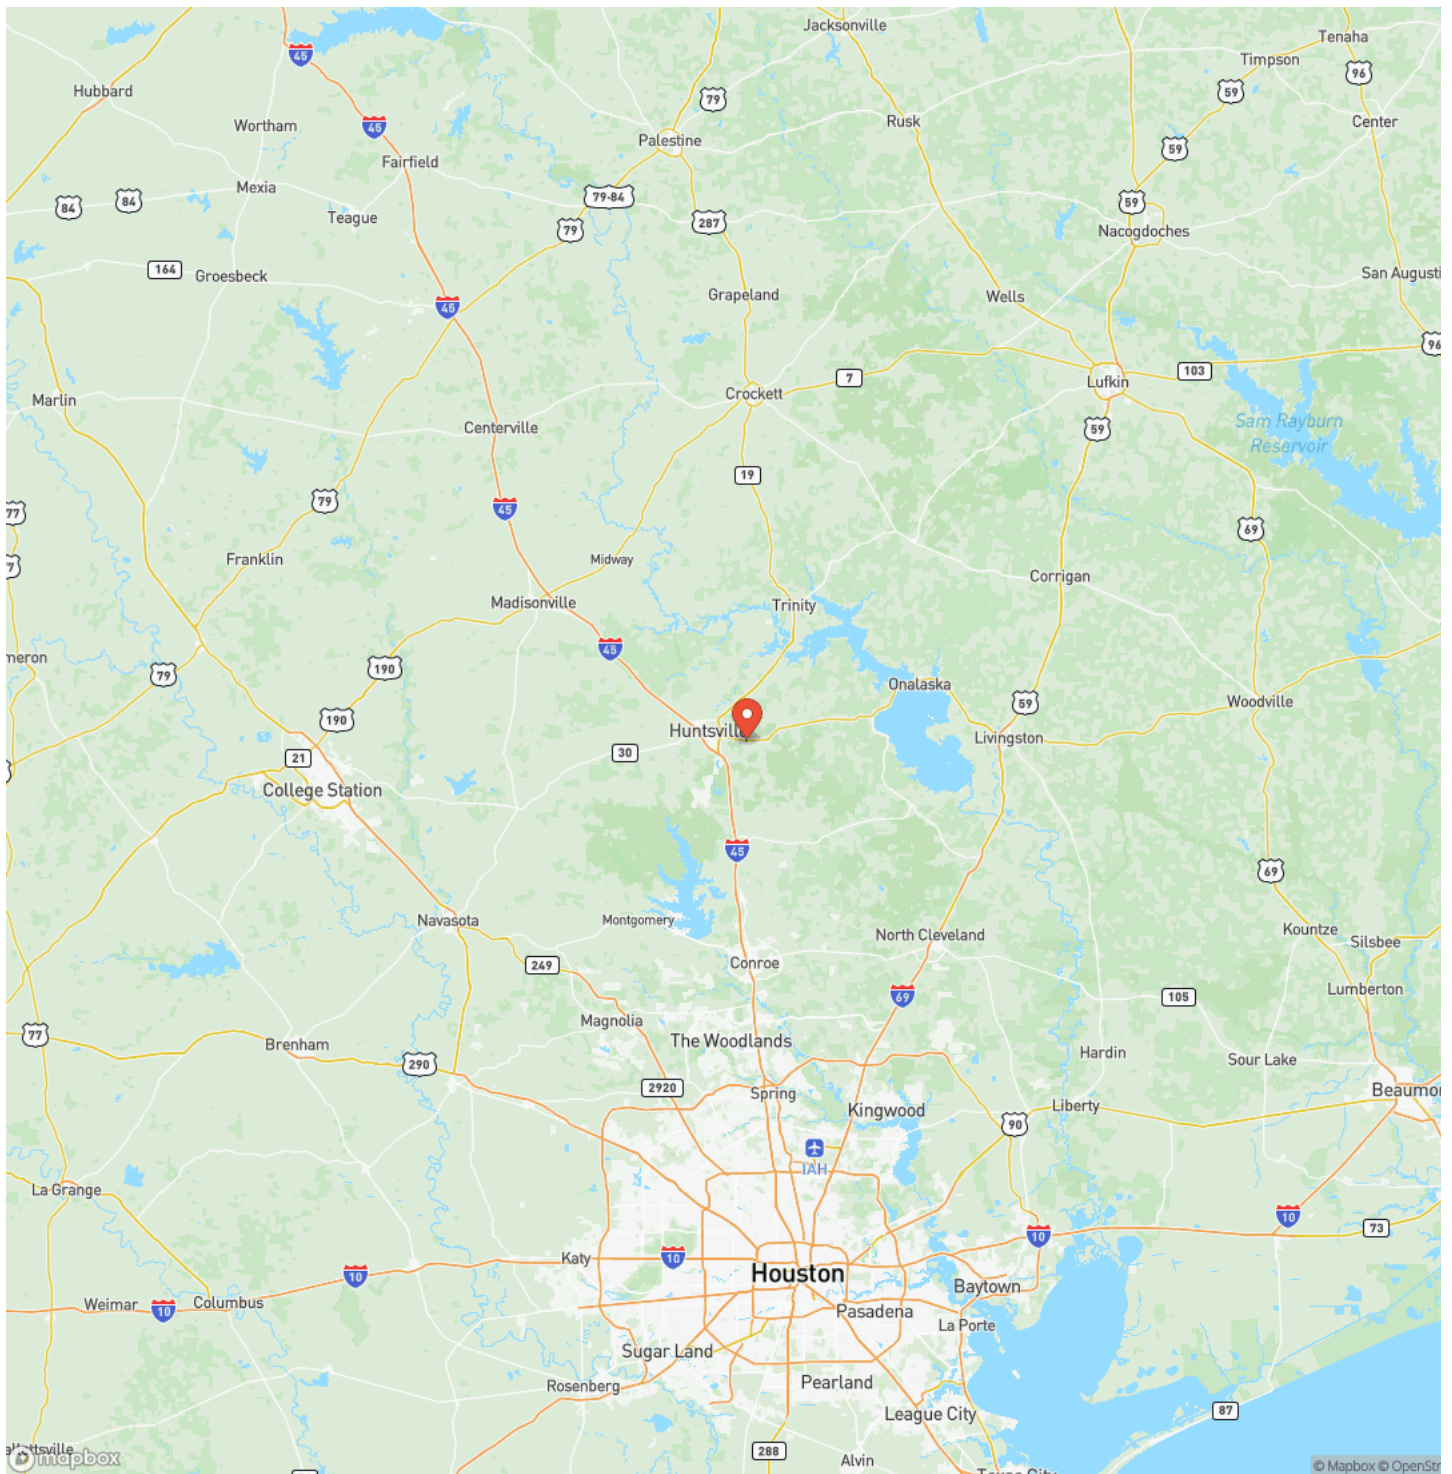 Jacksonville
Tenaha
45
Timpson
96
Hubbard
59
79
Wortham
45
Rusk
Center
Palestine
59
Fairfield
Mexia
84
84
79-84
59
Teague
287
79
Nacogdoches
164
Groesbeck
San Augusti
Grapeland
Wells
45
96
103
7
Lufkin
Crockett
Marlin
Sam Rayburn
Reservoir
Centerville
59
19
79
45
77
69
Franklin
Midway
7
Corrigan
Madisonville
Trinity
45
meron
190
79
Onalaska
59
Woodville
190
Huntsville
Livingston
30
21
College Station
45
69
Navasota
Montgomery
Kountze
North Cleveland
Silsbee
249
Conroe
69
105
Lumberton
Magnolia
77
The Woodlands
Brenham
Hardin
290
Sour Lake
2920
Spring
Beaumon
Kingwood
Liberty
90
IAH
La Grange
10
73
10
Katy
10
10
Houston
Baytown
Weimar
10
Columbus
Pasadena
La Porte
Sugar Land
Rosenberg
Pearland
League City
87
288
allettsville
mapbox
Alvin
© Mapbox © OpenStr
Texas City